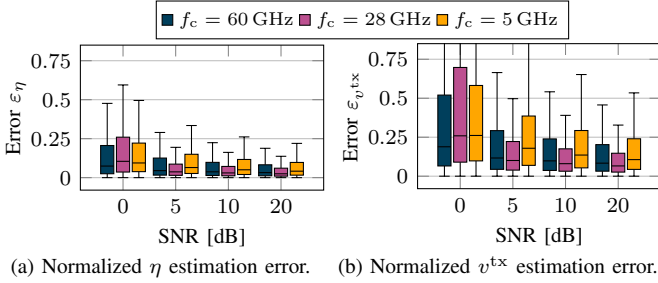 f_c = 60 GHz f_c = 28 GHz f_c = 5 GHz
Error ε_η
0.75
0.5
0.25
0
0 5 10 20
SNR [dB]
(a) Normalized η estimation error.
Error ε_{v^tx}
0.75
0.5
0.25
0
0 5 10 20
SNR [dB]
(b) Normalized v^tx estimation error.